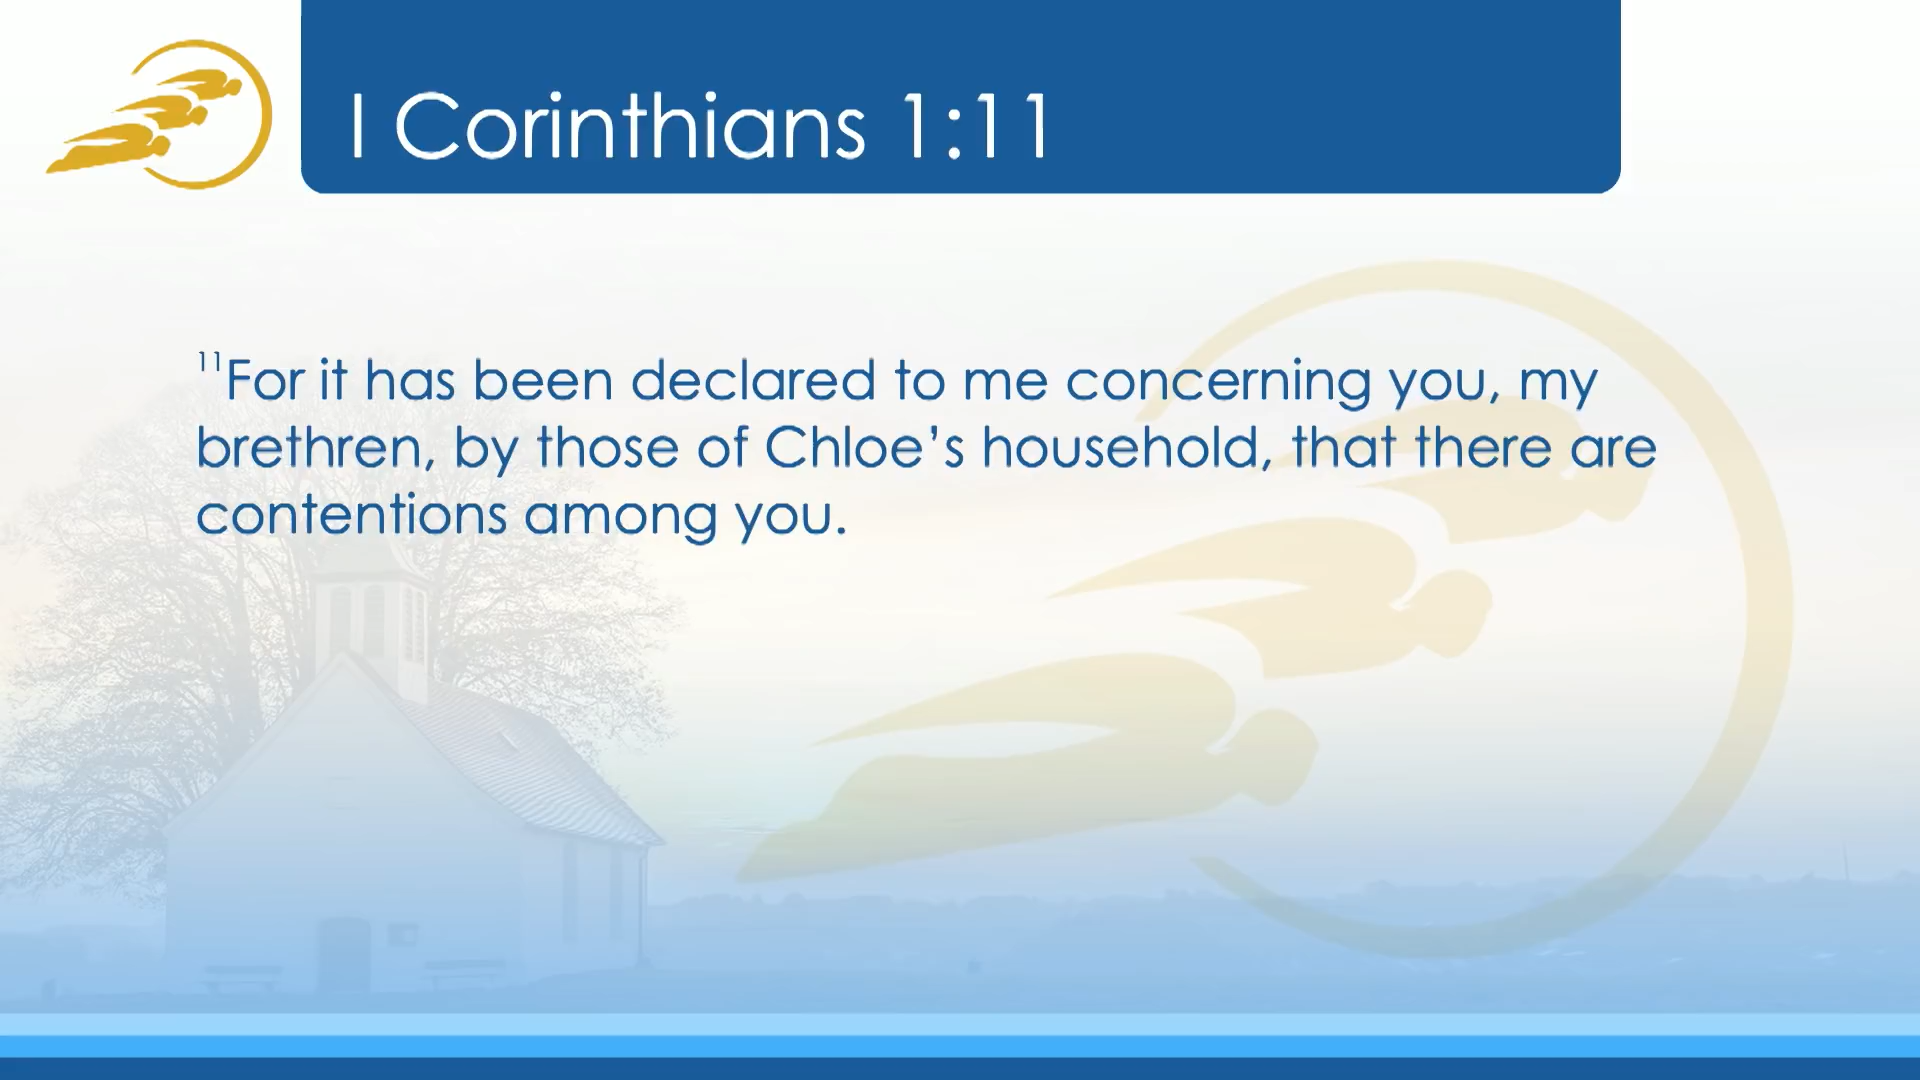 I Corinthians 1:11
11For it has been declared to me concerning you, my
brethren, by those of Chloe’s household, that there are
contentions among you.